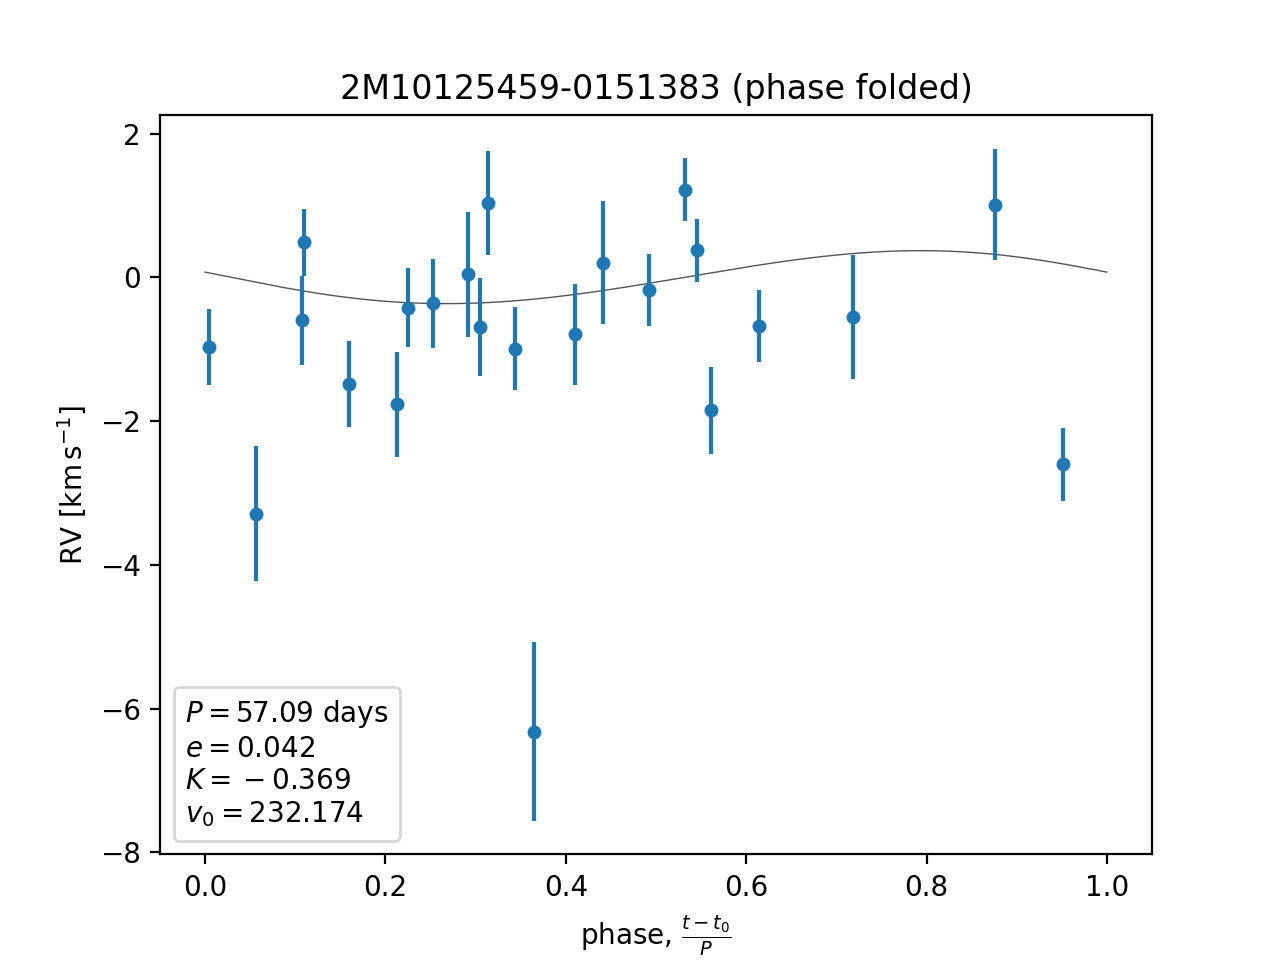 2M10125459-0151383 (phase folded)
2
0
−2
−4
−6
−8
RV [km s⁻¹]
P = 57.09 days
e = 0.042
K = − 0.369
v₀ = 232.174
0.0 0.2 0.4 0.6 0.8 1.0
phase, (t − t₀)/P